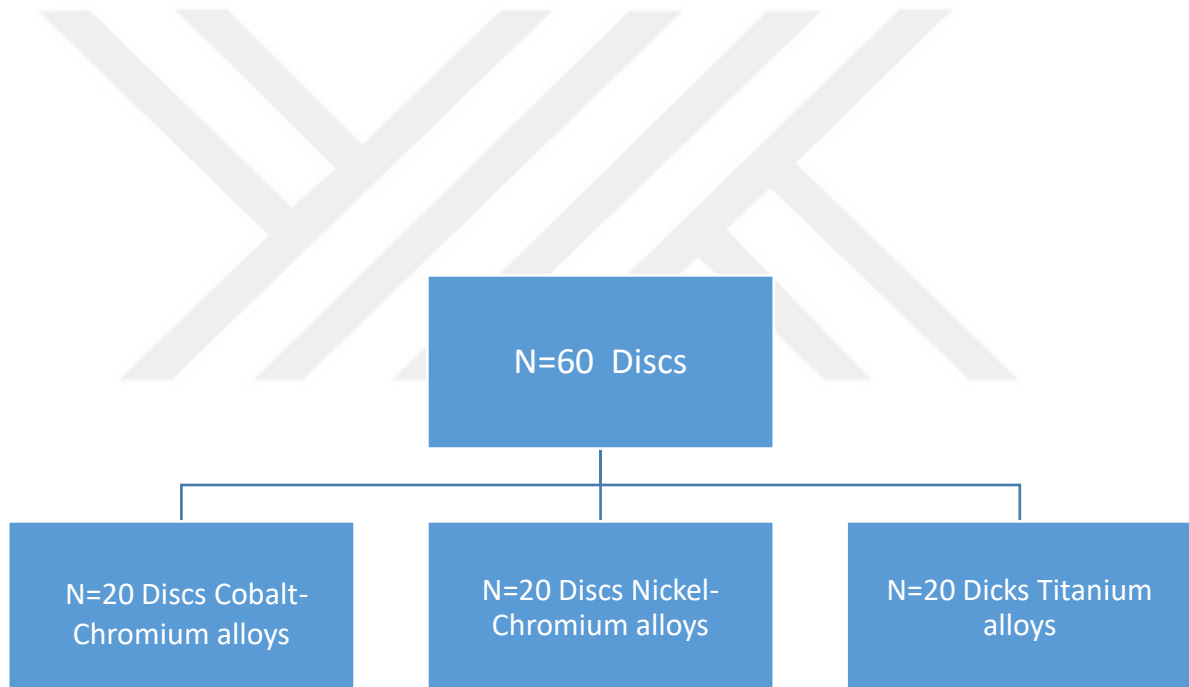 N=60 Discs
N=20 Discs Cobalt-
Chromium alloys
N=20 Discs Nickel-
Chromium alloys
N=20 Dicks Titanium
alloys